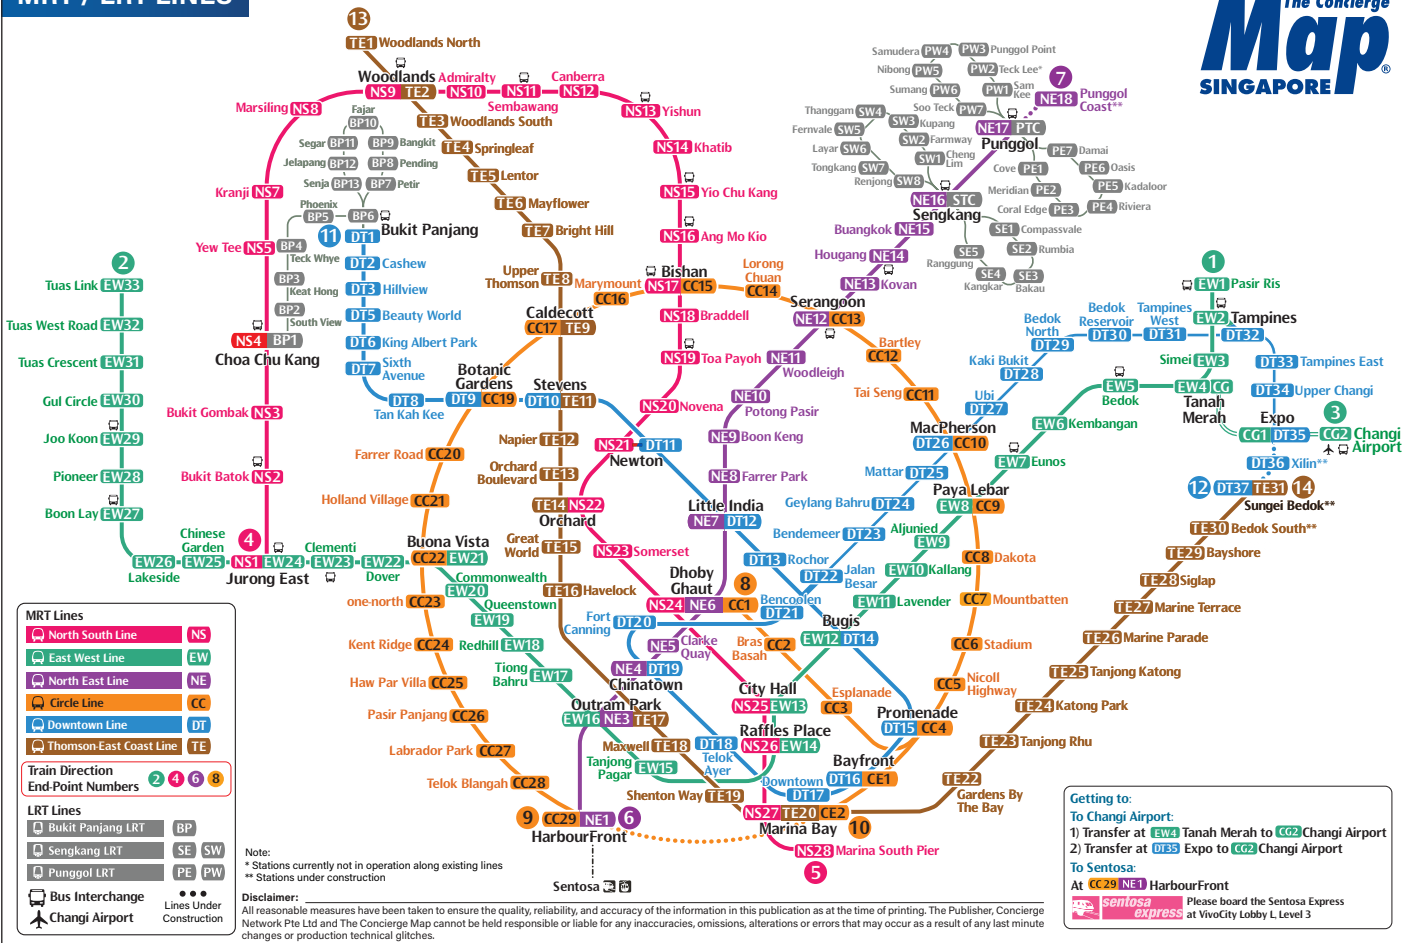 MRT / LRT LINES
The Concierge
Map®
SINGAPORE
13
TE1 Woodlands North
Woodlands
NS9 TE2
Admiralty
NS10
NS11
Sembawang
Canberra
NS12
NS13 Yishun
Marsiling NS8
TE3 Woodlands South
NS14 Khatib
TE4 Springleaf
Fajar
BP10
Segar BP11
BP9 Bangkit
Jelapang BP12
BP8 Pending
Senja BP13
BP7 Petir
Phoenix
BP5
BP6
Kranji NS7
TE5 Lentor
NS15 Yio Chu Kang
TE6 Mayflower
11
DT1
Bukit Panjang
TE7 Bright Hill
NS16 Ang Mo Kio
Yew Tee NS5
BP4
Teck Whye
BP3
Keat Hong
BP2
South View
NS4 BP1
Choa Chu Kang
DT2 Cashew
DT3 Hillview
DT5 Beauty World
DT6 King Albert Park
DT7 Sixth
Avenue
DT8
Tan Kah Kee
Upper
Thomson TE8
Marymount
CC16
Bishan
NS17 CC15
Lorong
Chuan
CC14
Caldecott
CC17 TE9
NS18 Braddell
NS19 Toa Payoh
NS20 Novena
NS21 DT11
Newton
Serangoon
NE12 CC13
Samudera PW4
PW3 Punggol Point
Nibong PW5
PW2 Teck Lee*
Sumang PW6
PW1 Sam
Kee
Soo Teck PW7
7
NE18 Punggol
Coast**
NE17 PTC
Punggol
Thanggam SW4
SW3 Kupang
Fernvale SW5
SW2 Farmway
Layar SW6
SW1 Cheng
Lim
Tongkang SW7
Renjong SW8
NE16 STC
Sengkang
PE7 Damai
Cove PE1
PE6 Oasis
Meridian PE2
PE5 Kadaloor
Coral Edge PE3
PE4 Riviera
SE1 Compassvale
SE2 Rumbia
SE5
Ranggung
SE4
Kangkar
SE3
Bakau
Buangkok NE15
Hougang NE14
NE13 Kovan
2
Tuas Link EW33
Tuas West Road EW32
Tuas Crescent EW31
Gul Circle EW30
Joo Koon EW29
Pioneer EW28
Boon Lay EW27
EW26
Lakeside
Chinese
Garden
EW25
4
NS1 EW24
Jurong East
Clementi
EW23
EW22
Dover
Bukit Gombak NS3
Bukit Batok NS2
Buona Vista
CC22 EW21
Botanic
Gardens
DT9 CC19
Stevens
DT10 TE11
Farrer Road CC20
Holland Village CC21
Napier TE12
Orchard
Boulevard TE13
TE14 NS22
Orchard
Great
World TE15
TE16 Havelock
NS23 Somerset
NE11
Woodleigh
NE10
Potong Pasir
NE9 Boon Keng
NE8 Farrer Park
Little India
NE7 DT12
Bartley
CC12
Tai Seng CC11
MacPherson
DT26 CC10
Mattar DT25
Geylang Bahru DT24
Bendemeer DT23
DT22 Jalan
Besar
DT13 Rochor
1
EW1 Pasir Ris
EW2 Tampines
DT32
Tampines
West
DT31
Bedok
Reservoir
DT30
Bedok
North
DT29
Kaki Bukit
DT28
Ubi
DT27
DT33 Tampines East
Simei EW3
DT34 Upper Changi
EW4 CG
Tanah
Merah
EW5
Bedok
EW6 Kembangan
EW7 Eunos
Expo
CG1 DT35
3
CG2 Changi
Airport
DT36 Xilin**
12 DT37 TE31 14
Sungei Bedok**
TE30 Bedok South**
TE29 Bayshore
TE28 Siglap
TE27 Marine Terrace
TE26 Marine Parade
TE25 Tanjong Katong
TE24 Katong Park
TE23 Tanjong Rhu
TE22
Gardens By
The Bay
Paya Lebar
EW8 CC9
Aljunied
EW9
EW10 Kallang
EW11 Lavender
CC8 Dakota
CC7 Mountbatten
CC6 Stadium
CC5 Nicoll
Highway
Dhoby
Ghaut
NS24 NE6 CC1
8
Bencoolen
DT21
Bugis
EW12 DT14
Fort
Canning DT20
NE5 Clarke
Quay
Bras
Basah CC2
NE4 DT19
Chinatown
City Hall
NS25 EW13
Esplanade
CC3
Promenade
DT15 CC4
Raffles Place
NS26 EW14
Bayfront
DT16 CE1
Downtown
DT17
DT18
Telok
Ayer
Commonwealth
EW20
Queenstown
EW19
Redhill EW18
Tiong
Bahru EW17
Outram Park
EW16 NE3 TE17
Maxwell TE18
Tanjong
Pagar EW15
Shenton Way TE19
NS27 TE20 CE2
Marina Bay 10
NS28 Marina South Pier
5
one-north CC23
Kent Ridge CC24
Haw Par Villa CC25
Pasir Panjang CC26
Labrador Park CC27
Telok Blangah CC28
9 CC29 NE1 6
HarbourFront
Sentosa
MRT Lines
North South Line NS
East West Line EW
North East Line NE
Circle Line CC
Downtown Line DT
Thomson-East Coast Line TE
Train Direction
End-Point Numbers 2 4 6 8
LRT Lines
Bukit Panjang LRT BP
Sengkang LRT SE SW
Punggol LRT PE PW
Bus Interchange
Changi Airport
Lines Under
Construction
Note:
* Stations currently not in operation along existing lines
** Stations under construction
Disclaimer:
All reasonable measures have been taken to ensure the quality, reliability, and accuracy of the information in this publication as at the time of printing. The Publisher, Concierge
Network Pte Ltd and The Concierge Map cannot be held responsible or liable for any inaccuracies, omissions, alterations or errors that may occur as a result of any last minute
changes or production technical glitches.
Getting to:
To Changi Airport:
1) Transfer at EW4 Tanah Merah to CG2 Changi Airport
2) Transfer at DT35 Expo to CG2 Changi Airport
To Sentosa:
At CC29 NE1 HarbourFront
sentosa
express
Please board the Sentosa Express
at VivoCity Lobby L, Level 3